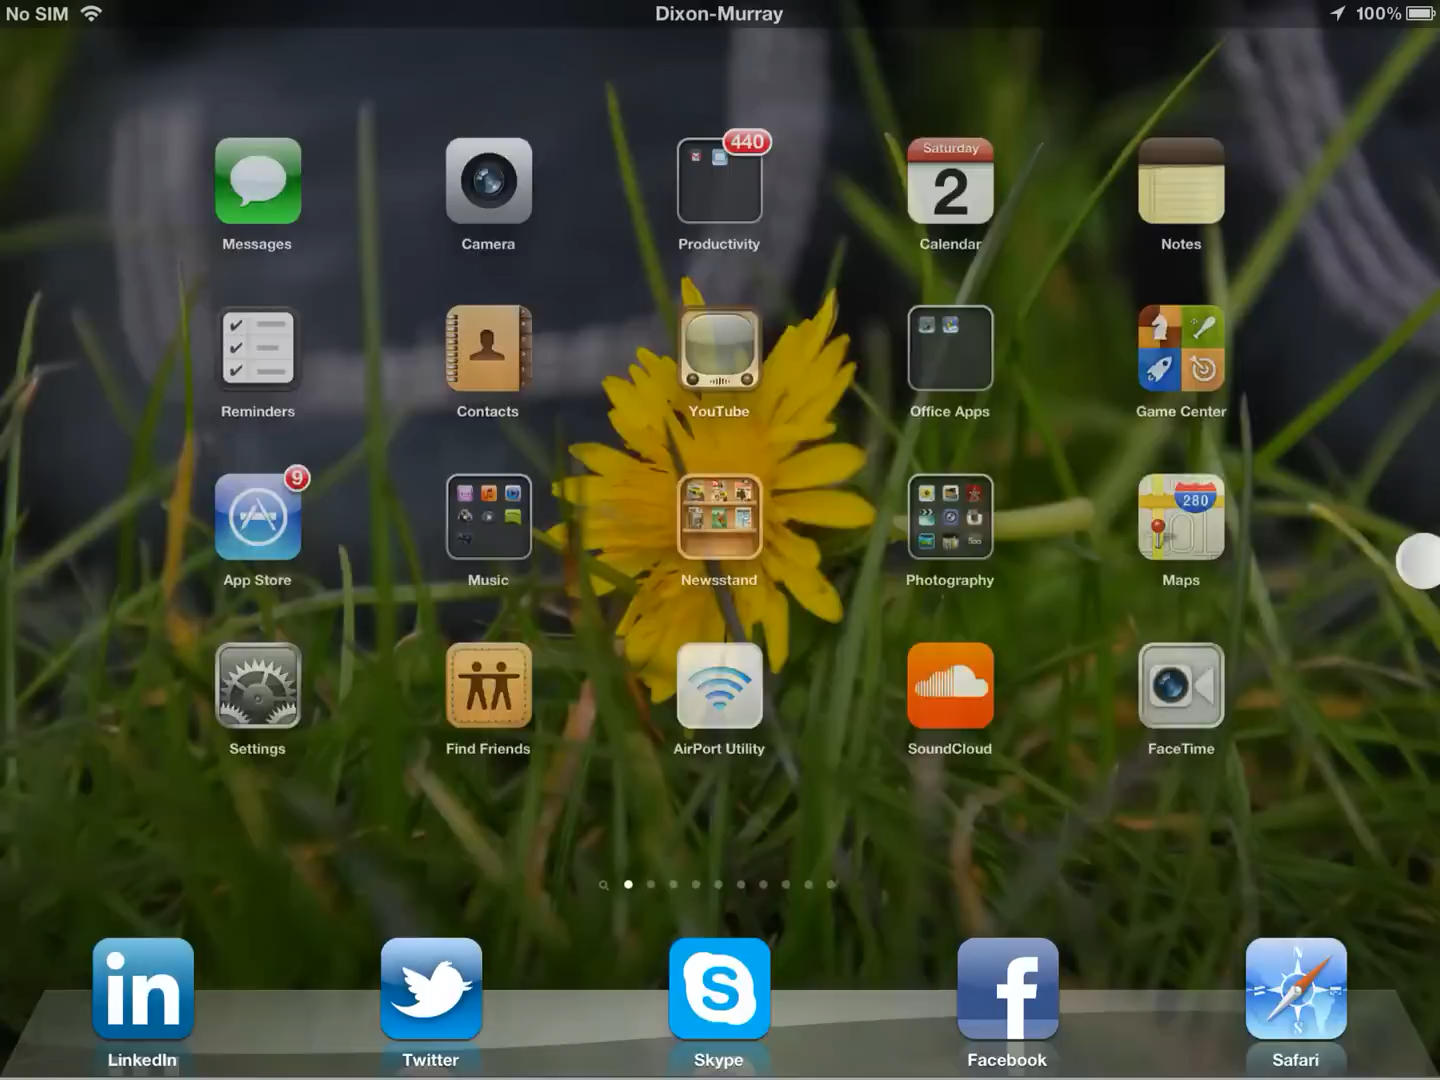 No SIM Dixon-Murray 100%
440
Saturday
2
Messages Camera Productivity Calendar Notes
Reminders Contacts YouTube Office Apps Game Center
9
280
App Store Music Newsstand Photography Maps
Settings Find Friends AirPort Utility SoundCloud FaceTime
in S f N S
LinkedIn Twitter Skype Facebook Safari